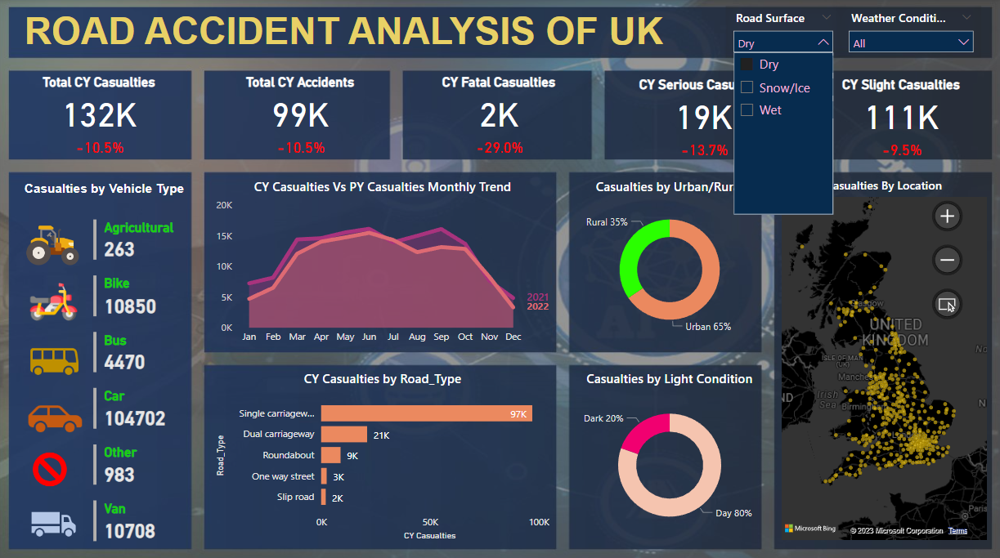 ROAD ACCIDENT ANALYSIS OF UK
Road Surface
Weather Conditi...
Dry
All
Dry
Snow/Ice
Wet
Total CY Casualties
132K
-10.5%
Total CY Accidents
99K
-10.5%
CY Fatal Casualties
2K
-29.0%
CY Serious Casu
19K
-13.7%
CY Slight Casualties
111K
-9.5%
Casualties by Vehicle Type
Agricultural
263
Bike
10850
Bus
4470
Car
104702
Other
983
Van
10708
CY Casualties Vs PY Casualties Monthly Trend
20K
15K
10K
5K
0K
2021
2022
Jan Feb Mar Apr May Jun Jul Aug Sep Oct Nov Dec
CY Casualties by Road_Type
Road_Type
Single carriagew... 97K
Dual carriageway 21K
Roundabout 9K
One way street 3K
Slip road 2K
0K 50K 100K
CY Casualties
Casualties by Urban/Rur
Rural 35%
Urban 65%
Casualties by Light Condition
Dark 20%
Day 80%
asualties By Location
Glasgow
UNITED
KINGDOM
ISLE OF MAN
(UK)
Manche
Irish
Sea
Birmingh
ND
No
N
Paris
Microsoft Bing
© 2023 Microsoft Corporation Terms